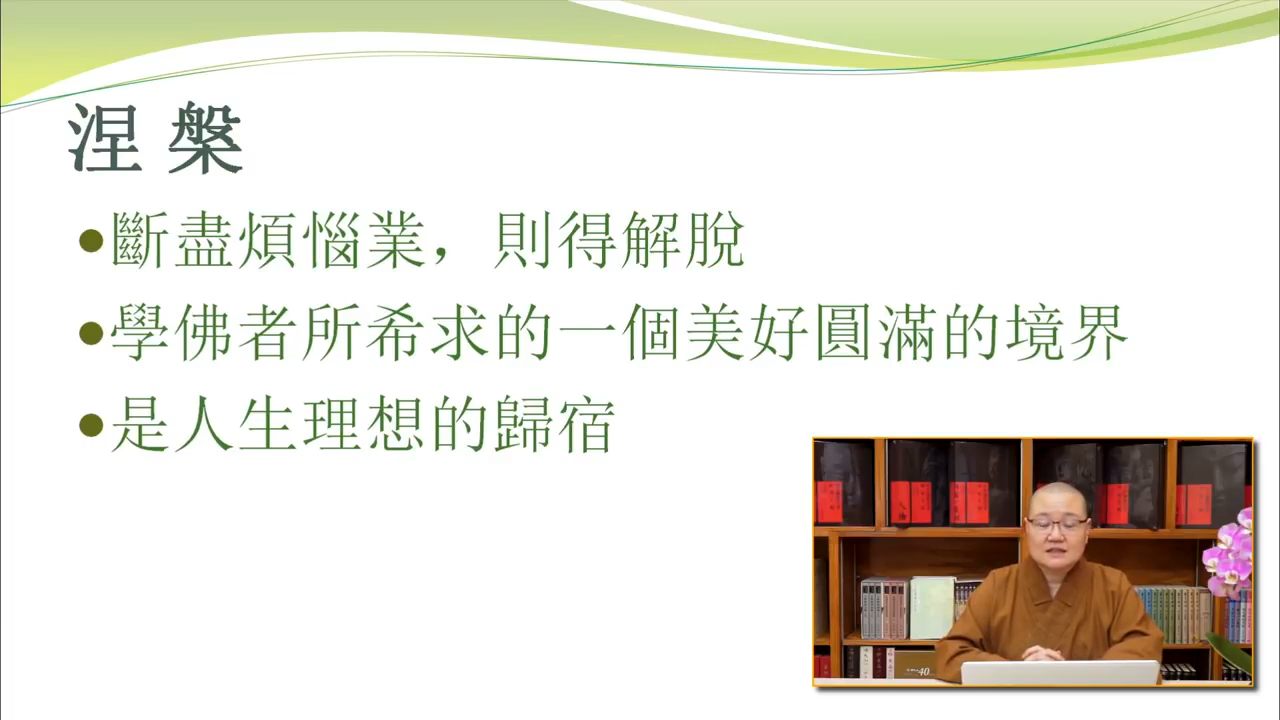 涅槃
•斷盡煩惱業，則得解脫
•學佛者所希求的一個美好圓滿的境界
•是人生理想的歸宿
40